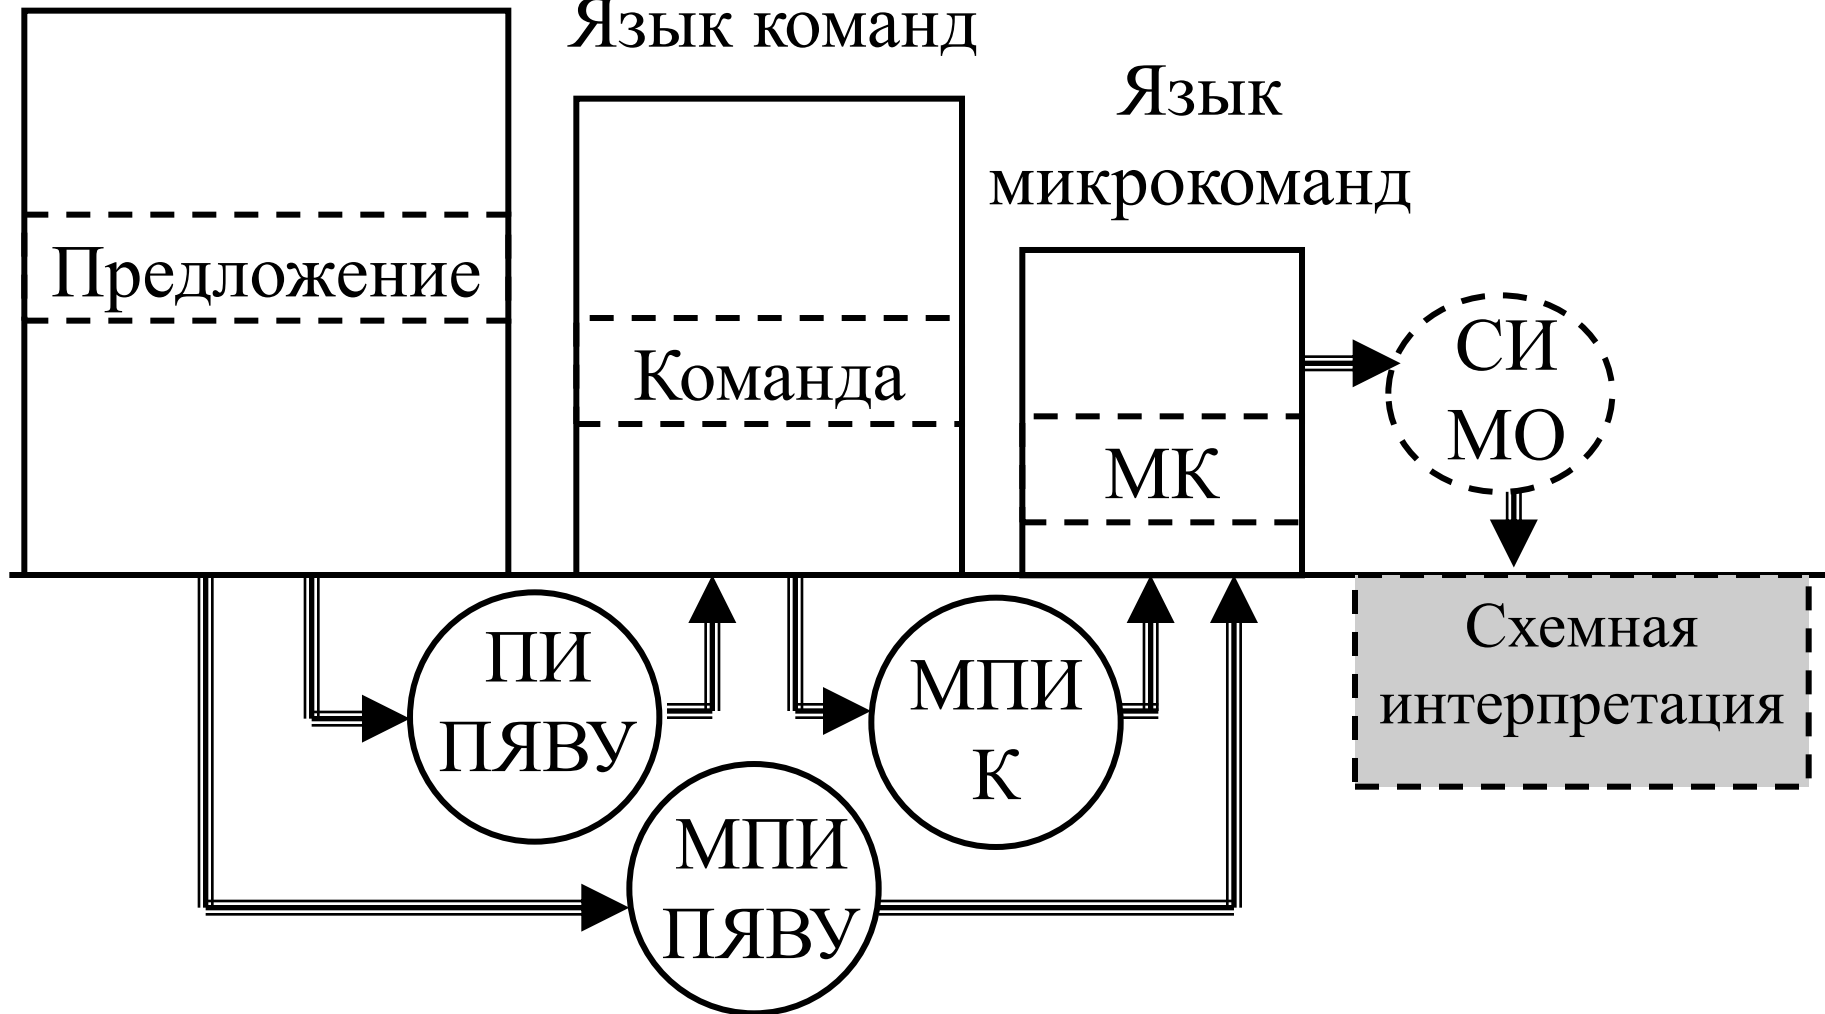 Язык команд
Язык
микрокоманд
Предложение
Команда
МК
СИ
МО
ПИ
ПЯВУ
МПИ
К
МПИ
ПЯВУ
Схемная
интерпретация